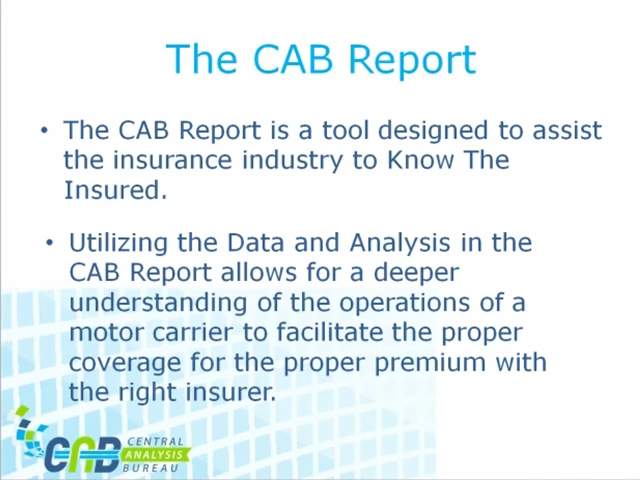 The CAB Report
• The CAB Report is a tool designed to assist
the insurance industry to Know The
Insured.
• Utilizing the Data and Analysis in the
CAB Report allows for a deeper
understanding of the operations of a
motor carrier to facilitate the proper
coverage for the proper premium with
the right insurer.
CAB
CENTRAL
ANALYSIS
BUREAU